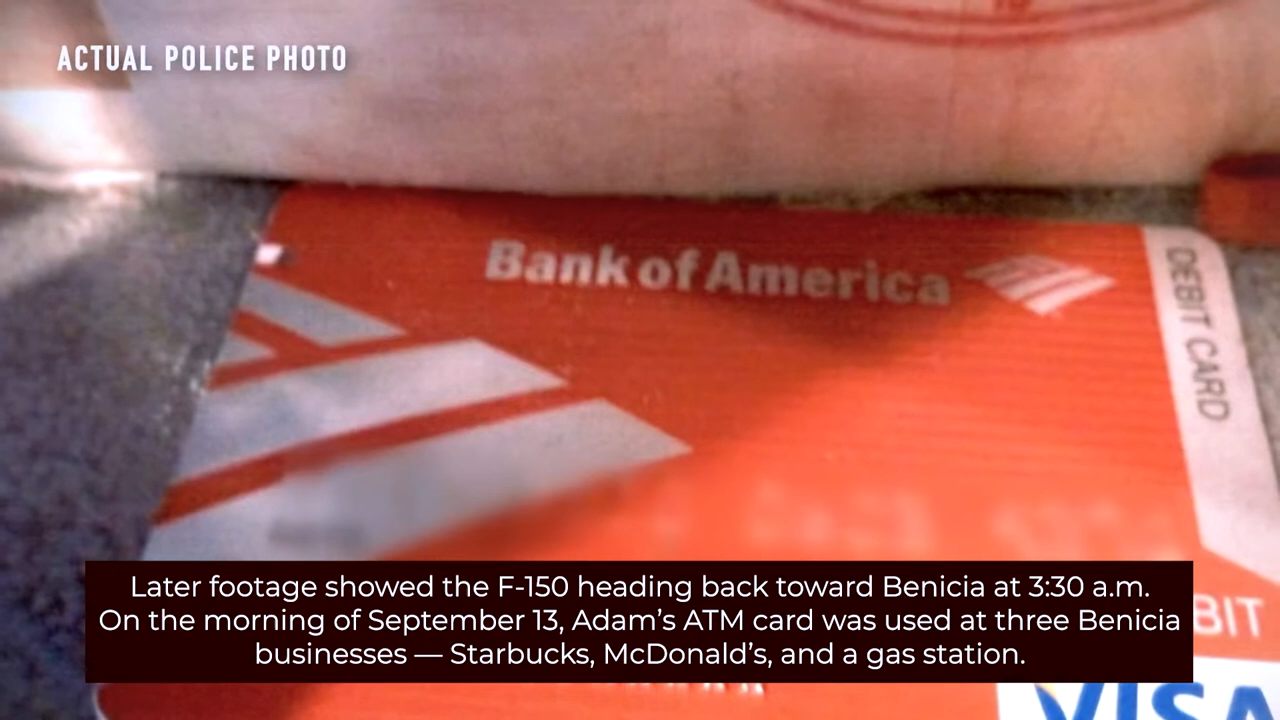 ACTUAL POLICE PHOTO
Bank of America
DEBIT CARD
Later footage showed the F-150 heading back toward Benicia at 3:30 a.m.
On the morning of September 13, Adam's ATM card was used at three Benicia
businesses — Starbucks, McDonald's, and a gas station.
BIT
VISA